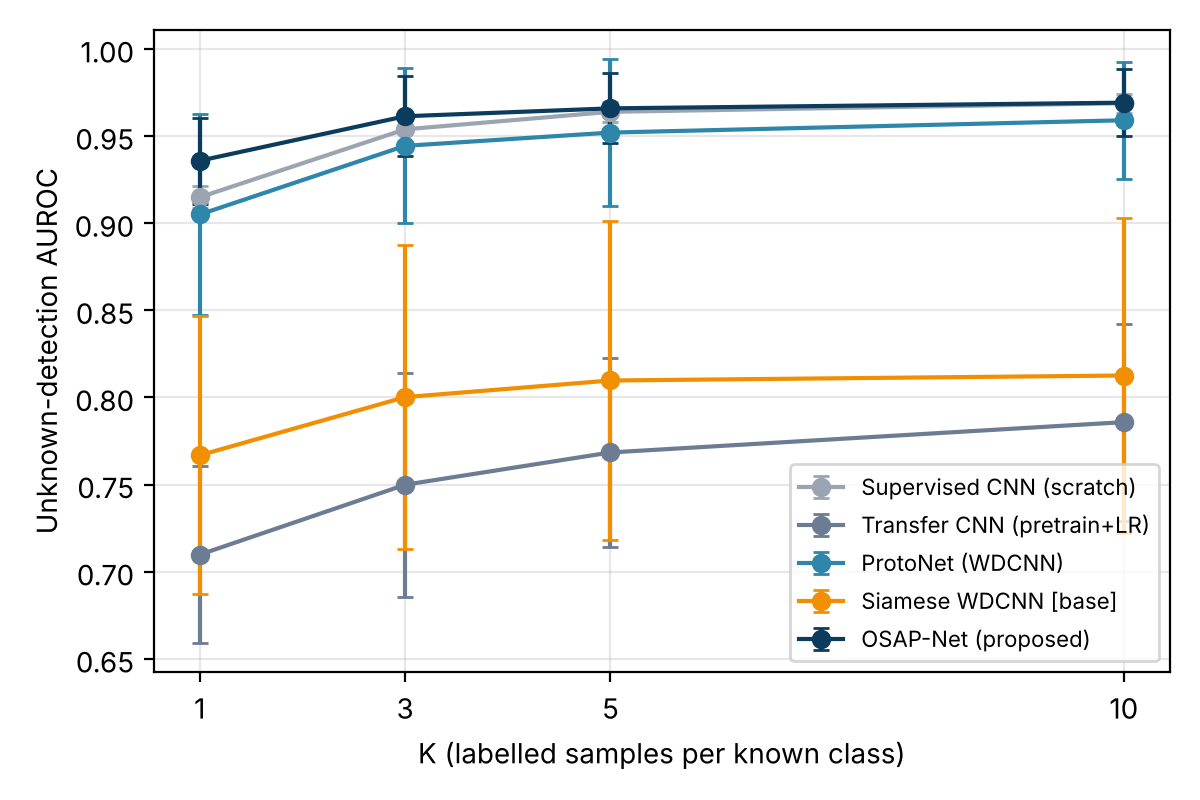 1.00
0.95
0.90
0.85
0.80
0.75
0.70
0.65
Unknown-detection AUROC
1 3 5 10
K (labelled samples per known class)
Supervised CNN (scratch)
Transfer CNN (pretrain+LR)
ProtoNet (WDCNN)
Siamese WDCNN [base]
OSAP-Net (proposed)